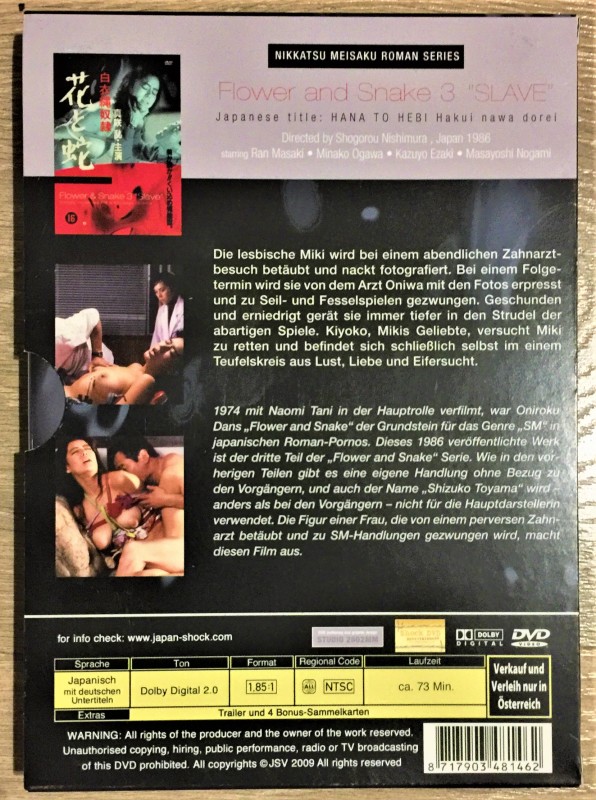 NIKKATSU MEISAKU ROMAN SERIES
Flower and Snake 3 "SLAVE"
Japanese title: HANA TO HEBI Hakui nawa dorei
Directed by Shogorou Nishimura , Japan 1986
starring Ran Masaki • Minako Ogawa • Kazuyo Ezaki • Masayoshi Nogami
花と蛇
白衣縄奴隷
主演
Flower & Snake 3 "Slave"
16
Die lesbische Miki wird bei einem abendlichen Zahnarzt-
besuch betäubt und nackt fotografiert. Bei einem Folge-
termin wird sie von dem Arzt Oniwa mit den Fotos erpresst
und zu Seil- und Fesselspielen gezwungen. Geschunden
und erniedrigt gerät sie immer tiefer in den Strudel der
abartigen Spiele. Kiyoko, Mikis Geliebte, versucht Miki
zu retten und befindet sich schließlich selbst im einem
Teufelskreis aus Lust, Liebe und Eifersucht.
1974 mit Naomi Tani in der Hauptrolle verfilmt, war Oniroku
Dans „Flower and Snake“ der Grundstein für das Genre „SM“ in
japanischen Roman-Pornos. Dieses 1986 veröffentlichte Werk
ist der dritte Teil der „Flower and Snake“ Serie. Wie in den vor-
herigen Teilen gibt es eine eigene Handlung ohne Bezug zu
den Vorgängern, und auch der Name „Shizuko Toyama“ wird –
anders als bei den Vorgängern – nicht für die Hauptdarstellerin
verwendet. Die Figur einer Frau, die von einem perversen Zahn-
arzt betäubt und zu SM-Handlungen gezwungen wird, macht
diesen Film aus.
for info check: www.japan-shock.com
DOLBY
DIGITAL
DVD
VIDEO
Sprache Ton Format Regional Code Laufzeit
Japanisch
mit deutschen
Untertiteln
Dolby Digital 2.0
1,85:1
ALL NTSC
ca. 73 Min.
Extras Trailer und 4 Bonus-Sammelkarten
Verkauf und
Verleih nur in
Österreich
WARNING: All rights of the producer and the owner of the work reserved.
Unauthorised copying, hiring, public performance, radio or TV broadcasting
of this DVD prohibited. All copyrights ©JSV 2009 All rights reserved
8 717903 481462